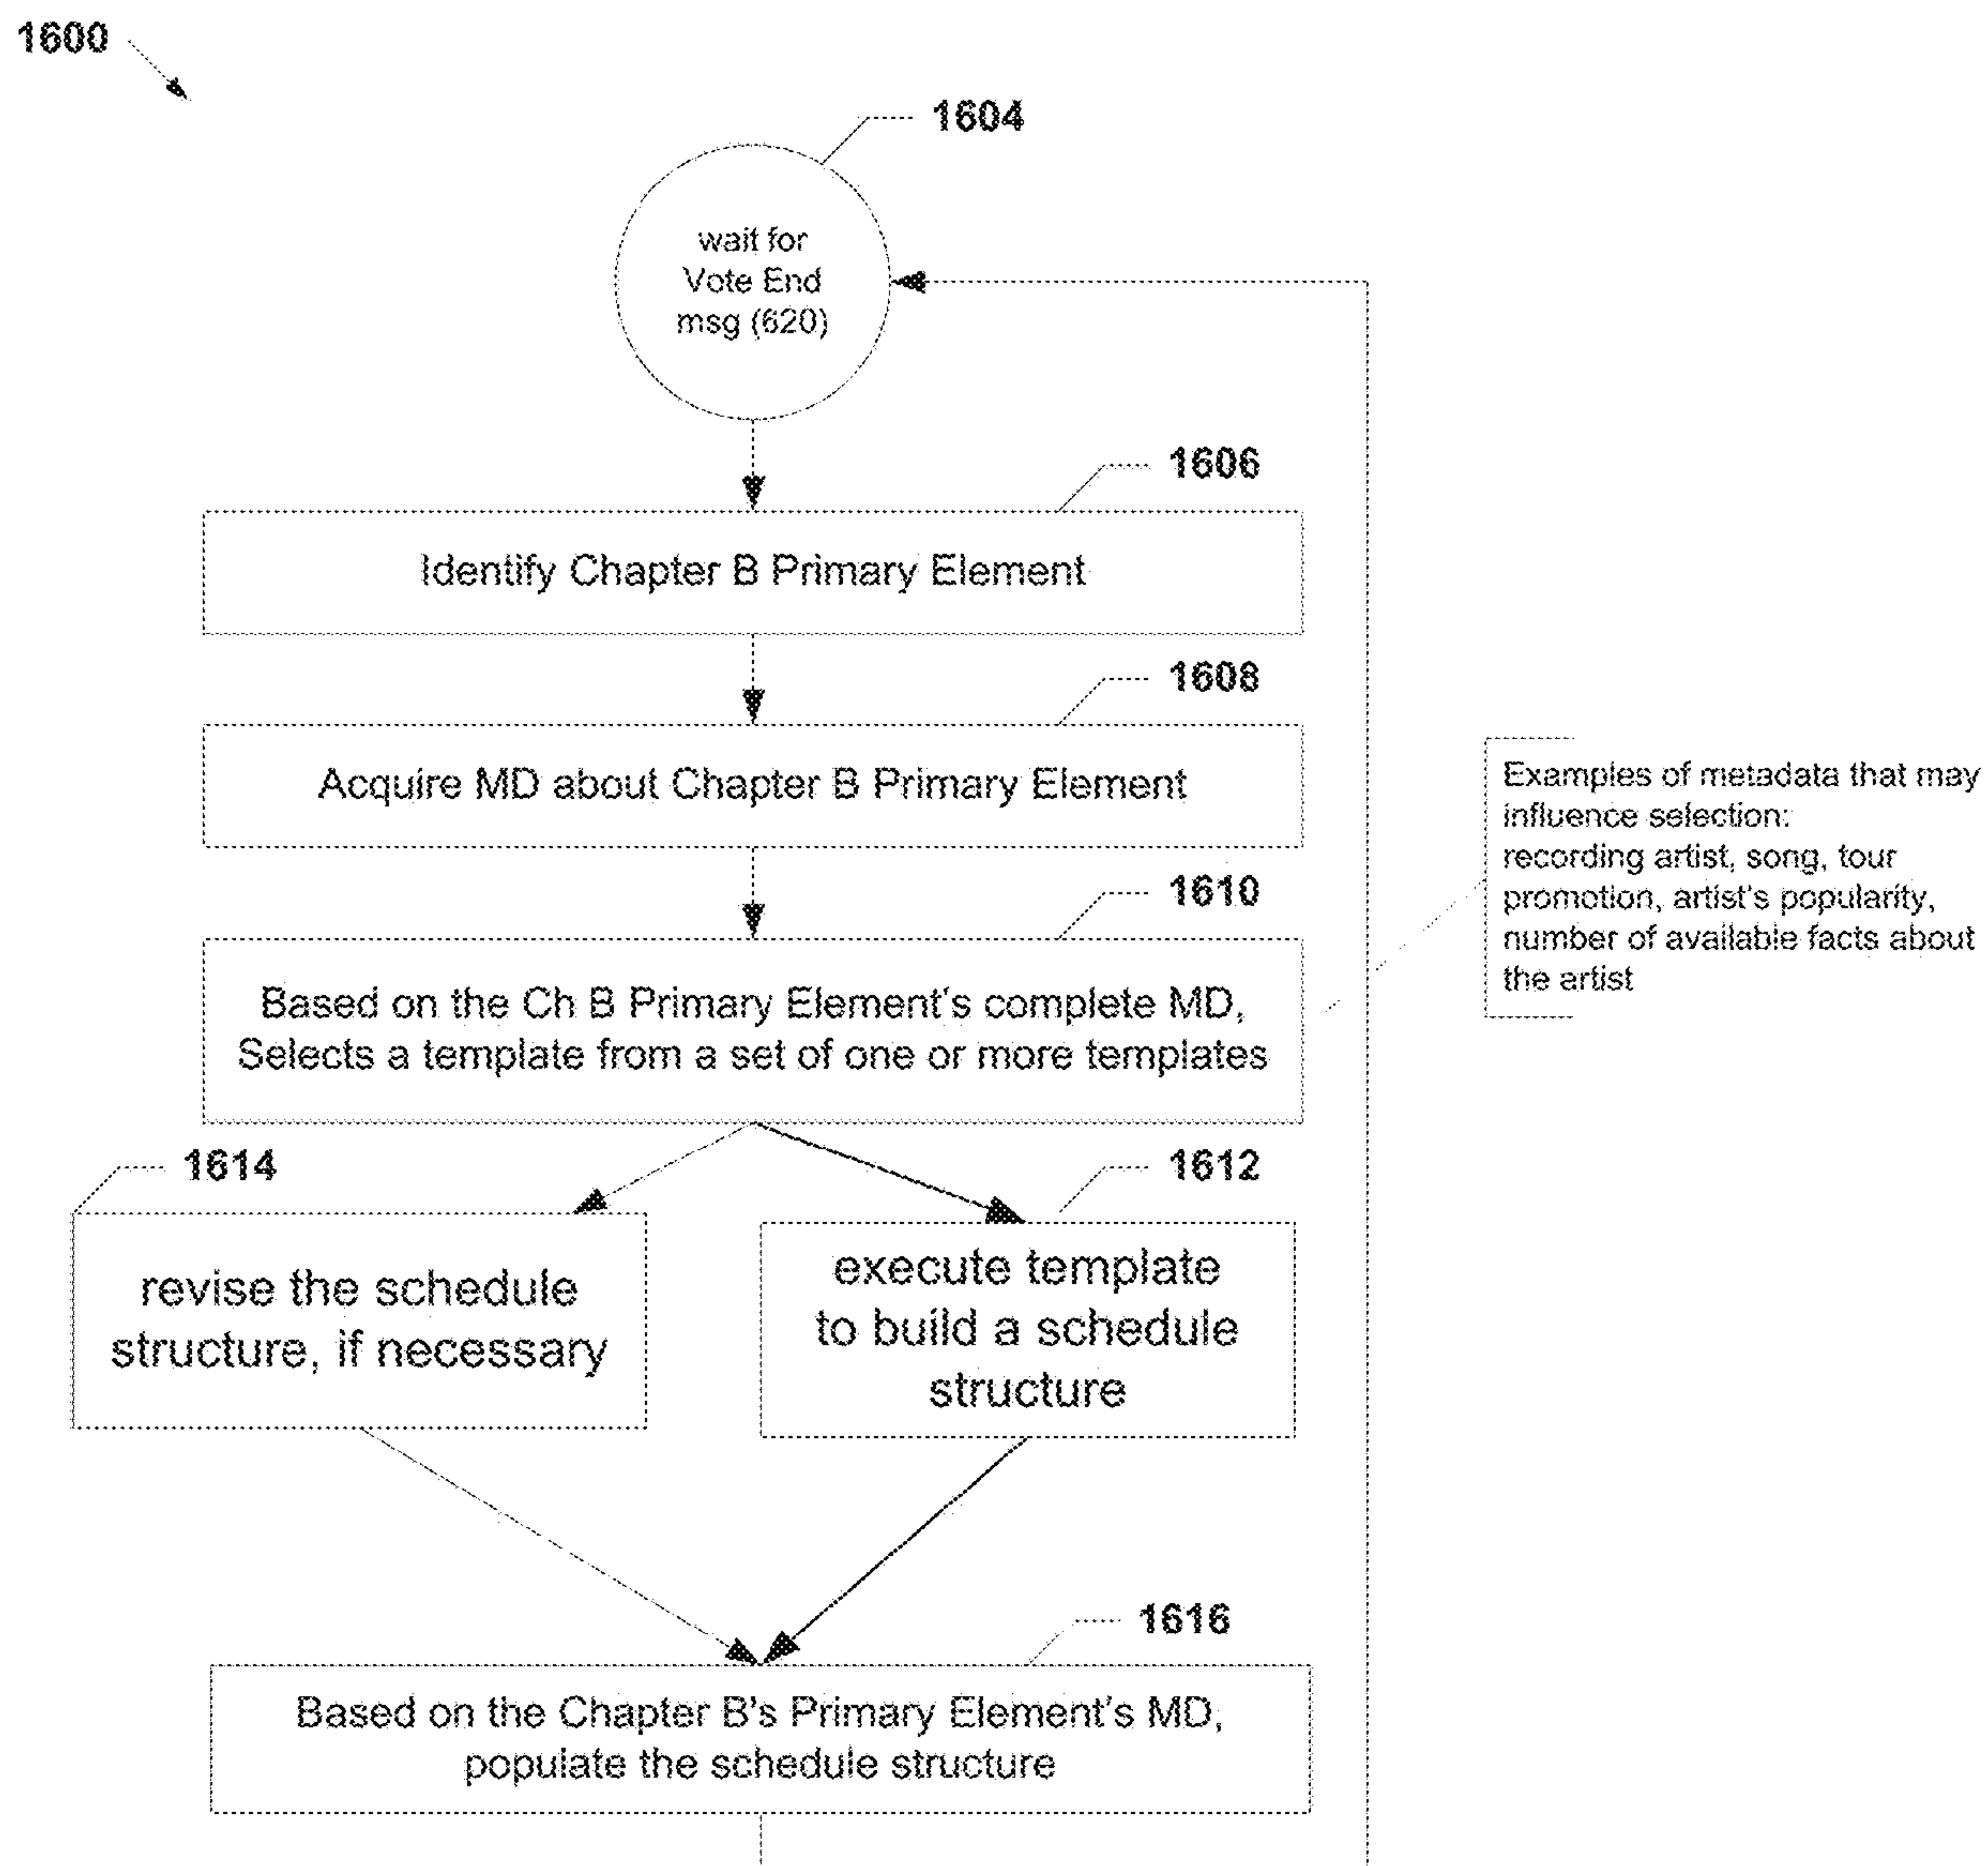 1600
1604
wait for
Vote End
msg (620)
1606
Identify Chapter B Primary Element
1608
Acquire MD about Chapter B Primary Element
Examples of metadata that may
influence selection:
recording artist, song, tour
promotion, artist's popularity,
number of available facts about
the artist
1610
Based on the Ch B Primary Element's complete MD,
Selects a template from a set of one or more templates
1614
1612
revise the schedule
structure, if necessary
execute template
to build a schedule
structure
1616
Based on the Chapter B's Primary Element's MD,
populate the schedule structure